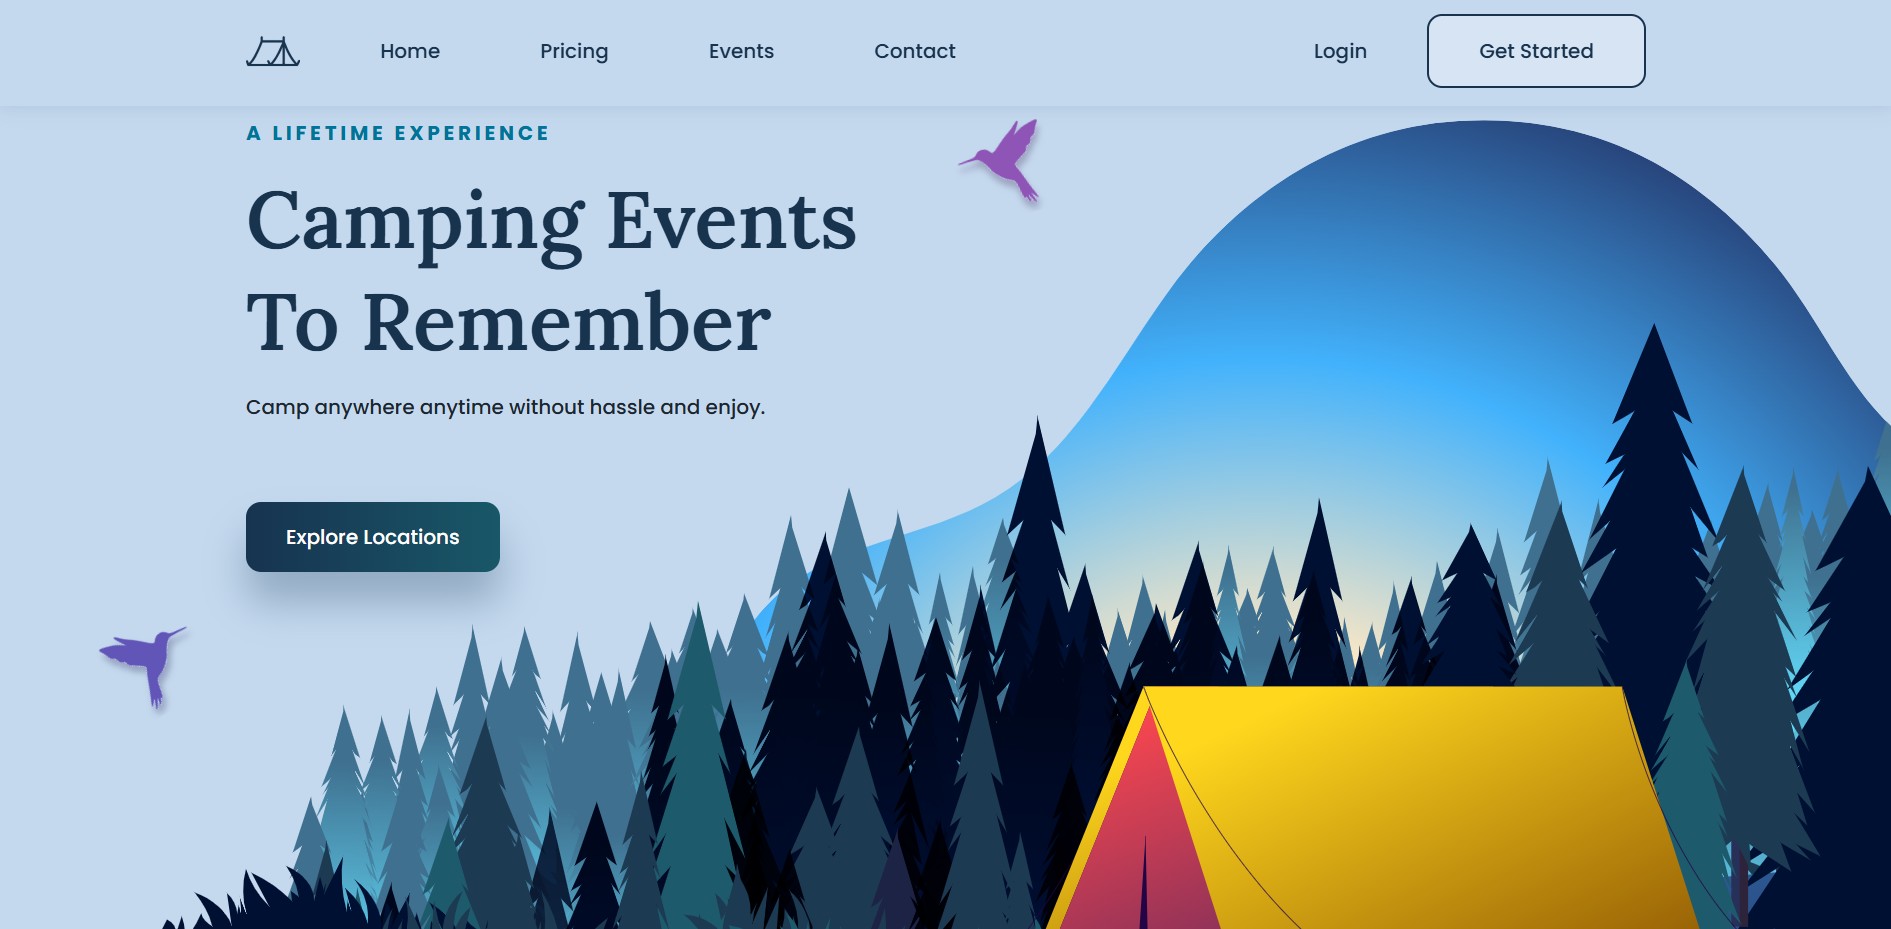 Home Pricing Events Contact Login Get Started
A LIFETIME EXPERIENCE
Camping Events
To Remember
Camp anywhere anytime without hassle and enjoy.
Explore Locations